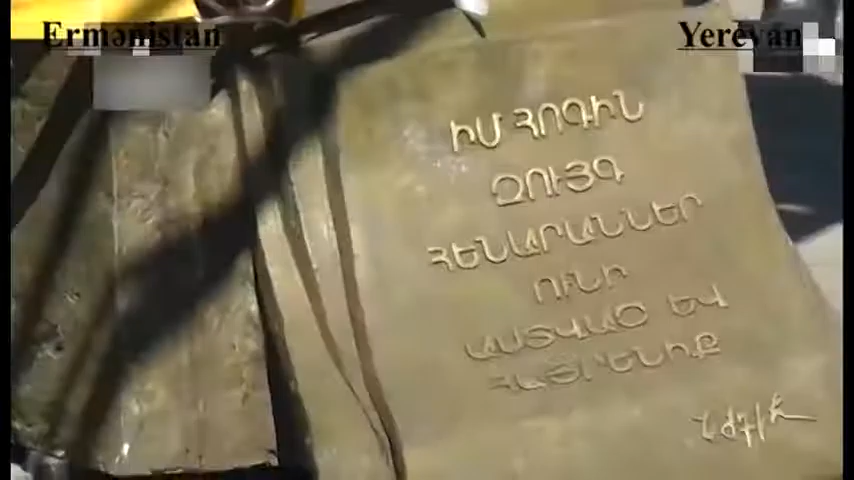 Ermənistan
Yerevan
ԻՄ ՀՈԳԻՆ
ԶՈՒՅԳ
ՀԵՆԱՐԱՆՆԵՐ
ՈՒՆԻ
ԱՍՏՎԱԾ ԵՎ
ՀԱՅՐԵՆԻՔ